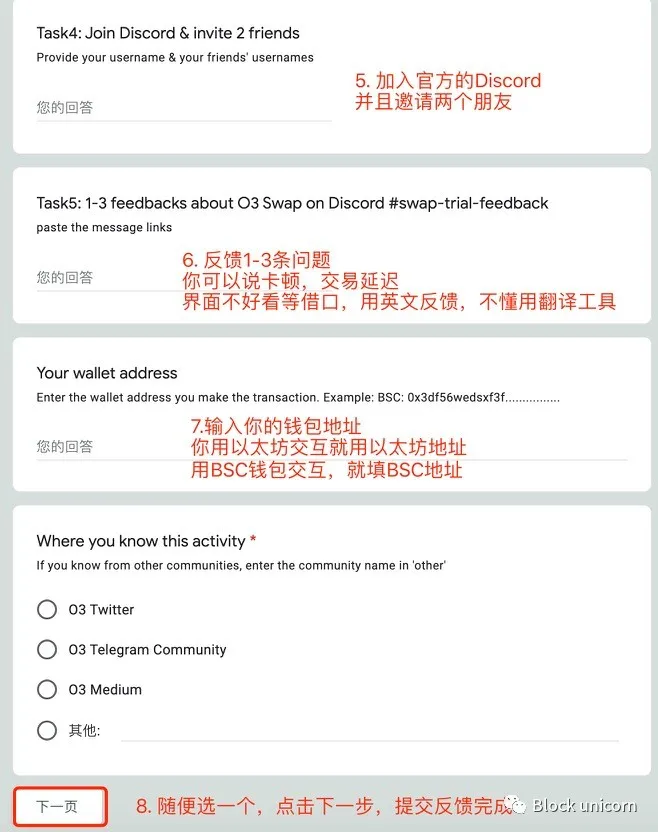 Task4: Join Discord & invite 2 friends
Provide your username & your friends' usernames
5. 加入官方的Discord
并且邀请两个朋友
您的回答
Task5: 1-3 feedbacks about O3 Swap on Discord #swap-trial-feedback
paste the message links
6. 反馈1-3条问题
你可以说卡顿，交易延迟
界面不好看等借口，用英文反馈，不懂用翻译工具
您的回答
Your wallet address
Enter the wallet address you make the transaction. Example: BSC: 0x3df56wedsxf3f................
7.输入你的钱包地址
你用以太坊交互就用以太坊地址
用BSC钱包交互，就填BSC地址
您的回答
Where you know this activity *
If you know from other communities, enter the community name in 'other'
O3 Twitter
O3 Telegram Community
O3 Medium
其他:
下一页
8. 随便选一个，点击下一步，提交反馈完成
Block unicorn